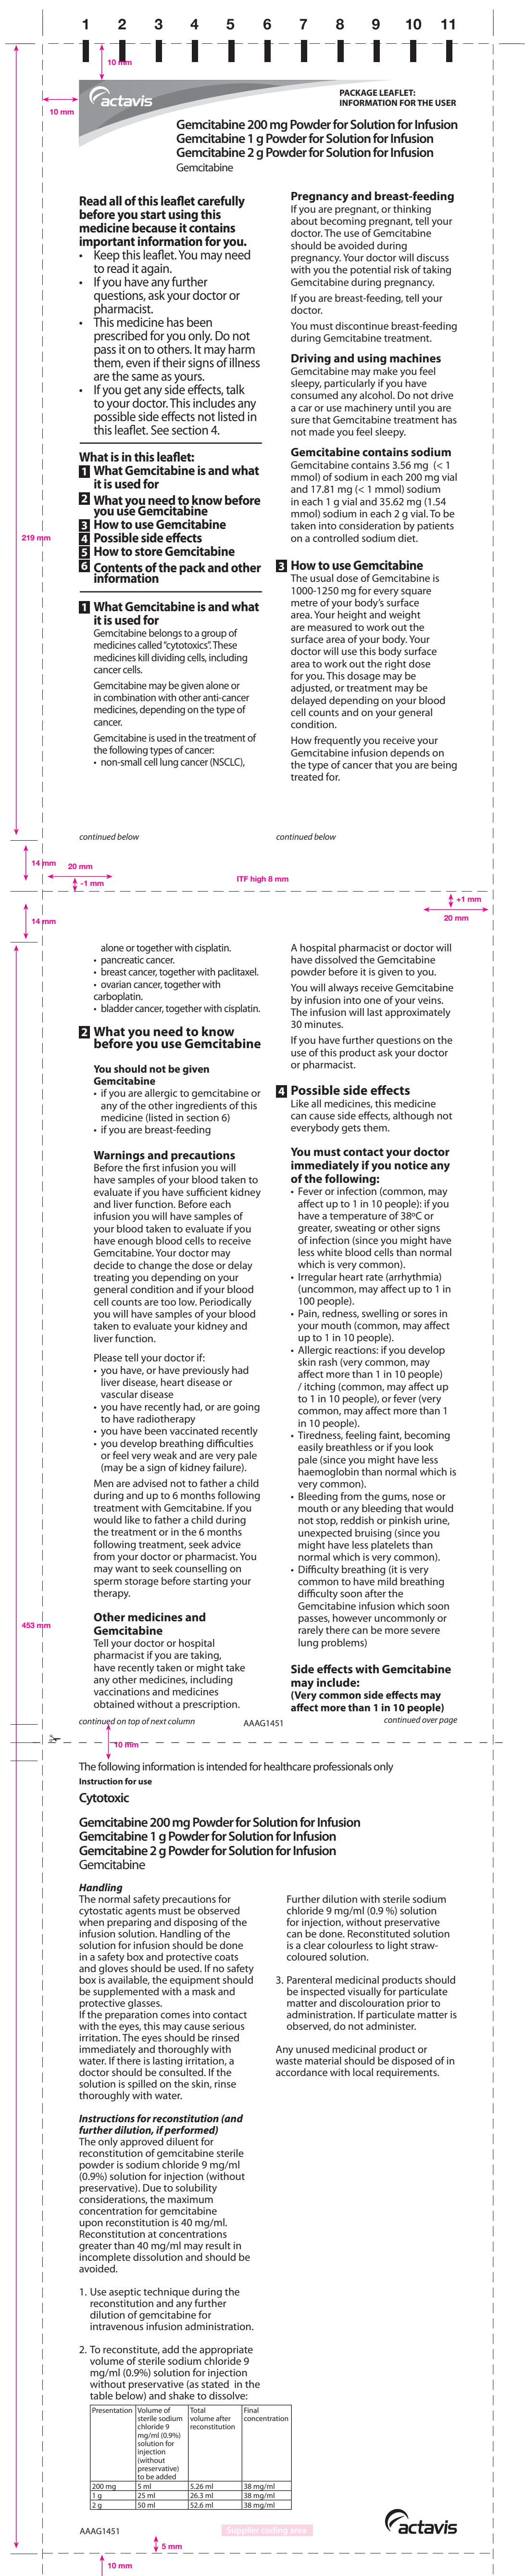 1 2 3 4 5 6 7 8 9 10 11
10 mm
10 mm
actavis
PACKAGE LEAFLET:
INFORMATION FOR THE USER
Gemcitabine 200 mg Powder for Solution for Infusion
Gemcitabine 1 g Powder for Solution for Infusion
Gemcitabine 2 g Powder for Solution for Infusion
Gemcitabine
Read all of this leaflet carefully
before you start using this
medicine because it contains
important information for you.
• Keep this leaflet. You may need
to read it again.
• If you have any further
questions, ask your doctor or
pharmacist.
• This medicine has been
prescribed for you only. Do not
pass it on to others. It may harm
them, even if their signs of illness
are the same as yours.
• If you get any side effects, talk
to your doctor. This includes any
possible side effects not listed in
this leaflet. See section 4.
What is in this leaflet:
1 What Gemcitabine is and what
it is used for
2 What you need to know before
you use Gemcitabine
3 How to use Gemcitabine
4 Possible side effects
5 How to store Gemcitabine
6 Contents of the pack and other
information
1 What Gemcitabine is and what
it is used for
Gemcitabine belongs to a group of
medicines called “cytotoxics”. These
medicines kill dividing cells, including
cancer cells.
Gemcitabine may be given alone or
in combination with other anti-cancer
medicines, depending on the type of
cancer.
Gemcitabine is used in the treatment of
the following types of cancer:
• non-small cell lung cancer (NSCLC),
continued below
Pregnancy and breast-feeding
If you are pregnant, or thinking
about becoming pregnant, tell your
doctor. The use of Gemcitabine
should be avoided during
pregnancy. Your doctor will discuss
with you the potential risk of taking
Gemcitabine during pregnancy.
If you are breast-feeding, tell your
doctor.
You must discontinue breast-feeding
during Gemcitabine treatment.
Driving and using machines
Gemcitabine may make you feel
sleepy, particularly if you have
consumed any alcohol. Do not drive
a car or use machinery until you are
sure that Gemcitabine treatment has
not made you feel sleepy.
Gemcitabine contains sodium
Gemcitabine contains 3.56 mg (< 1
mmol) of sodium in each 200 mg vial
and 17.81 mg (< 1 mmol) sodium
in each 1 g vial and 35.62 mg (1.54
mmol) sodium in each 2 g vial. To be
taken into consideration by patients
on a controlled sodium diet.
3 How to use Gemcitabine
The usual dose of Gemcitabine is
1000-1250 mg for every square
metre of your body’s surface
area. Your height and weight
are measured to work out the
surface area of your body. Your
doctor will use this body surface
area to work out the right dose
for you. This dosage may be
adjusted, or treatment may be
delayed depending on your blood
cell counts and on your general
condition.
How frequently you receive your
Gemcitabine infusion depends on
the type of cancer that you are being
treated for.
continued below
219 mm
14 mm
20 mm
-1 mm
ITF high 8 mm
+1 mm
20 mm
14 mm
alone or together with cisplatin.
• pancreatic cancer.
• breast cancer, together with paclitaxel.
• ovarian cancer, together with
carboplatin.
• bladder cancer, together with cisplatin.
2 What you need to know
before you use Gemcitabine
You should not be given
Gemcitabine
• if you are allergic to gemcitabine or
any of the other ingredients of this
medicine (listed in section 6)
• if you are breast-feeding
Warnings and precautions
Before the first infusion you will
have samples of your blood taken to
evaluate if you have sufficient kidney
and liver function. Before each
infusion you will have samples of
your blood taken to evaluate if you
have enough blood cells to receive
Gemcitabine. Your doctor may
decide to change the dose or delay
treating you depending on your
general condition and if your blood
cell counts are too low. Periodically
you will have samples of your blood
taken to evaluate your kidney and
liver function.
Please tell your doctor if:
• you have, or have previously had
liver disease, heart disease or
vascular disease
• you have recently had, or are going
to have radiotherapy
• you have been vaccinated recently
• you develop breathing difficulties
or feel very weak and are very pale
(may be a sign of kidney failure).
Men are advised not to father a child
during and up to 6 months following
treatment with Gemcitabine. If you
would like to father a child during
the treatment or in the 6 months
following treatment, seek advice
from your doctor or pharmacist. You
may want to seek counselling on
sperm storage before starting your
therapy.
Other medicines and
Gemcitabine
Tell your doctor or hospital
pharmacist if you are taking,
have recently taken or might take
any other medicines, including
vaccinations and medicines
obtained without a prescription.
continued on top of next column
A hospital pharmacist or doctor will
have dissolved the Gemcitabine
powder before it is given to you.
You will always receive Gemcitabine
by infusion into one of your veins.
The infusion will last approximately
30 minutes.
If you have further questions on the
use of this product ask your doctor
or pharmacist.
4 Possible side effects
Like all medicines, this medicine
can cause side effects, although not
everybody gets them.
You must contact your doctor
immediately if you notice any
of the following:
• Fever or infection (common, may
affect up to 1 in 10 people): if you
have a temperature of 38ºC or
greater, sweating or other signs
of infection (since you might have
less white blood cells than normal
which is very common).
• Irregular heart rate (arrhythmia)
(uncommon, may affect up to 1 in
100 people).
• Pain, redness, swelling or sores in
your mouth (common, may affect
up to 1 in 10 people).
• Allergic reactions: if you develop
skin rash (very common, may
affect more than 1 in 10 people)
/ itching (common, may affect up
to 1 in 10 people), or fever (very
common, may affect more than 1
in 10 people).
• Tiredness, feeling faint, becoming
easily breathless or if you look
pale (since you might have less
haemoglobin than normal which is
very common).
• Bleeding from the gums, nose or
mouth or any bleeding that would
not stop, reddish or pinkish urine,
unexpected bruising (since you
might have less platelets than
normal which is very common).
• Difficulty breathing (it is very
common to have mild breathing
difficulty soon after the
Gemcitabine infusion which soon
passes, however uncommonly or
rarely there can be more severe
lung problems)
Side effects with Gemcitabine
may include:
(Very common side effects may
affect more than 1 in 10 people)
continued over page
AAAG1451
453 mm
10 mm
The following information is intended for healthcare professionals only
Instruction for use
Cytotoxic
Gemcitabine 200 mg Powder for Solution for Infusion
Gemcitabine 1 g Powder for Solution for Infusion
Gemcitabine 2 g Powder for Solution for Infusion
Gemcitabine
Handling
The normal safety precautions for
cytostatic agents must be observed
when preparing and disposing of the
infusion solution. Handling of the
solution for infusion should be done
in a safety box and protective coats
and gloves should be used. If no safety
box is available, the equipment should
be supplemented with a mask and
protective glasses.
If the preparation comes into contact
with the eyes, this may cause serious
irritation. The eyes should be rinsed
immediately and thoroughly with
water. If there is lasting irritation, a
doctor should be consulted. If the
solution is spilled on the skin, rinse
thoroughly with water.
Instructions for reconstitution (and
further dilution, if performed)
The only approved diluent for
reconstitution of gemcitabine sterile
powder is sodium chloride 9 mg/ml
(0.9%) solution for injection (without
preservative). Due to solubility
considerations, the maximum
concentration for gemcitabine
upon reconstitution is 40 mg/ml.
Reconstitution at concentrations
greater than 40 mg/ml may result in
incomplete dissolution and should be
avoided.
1. Use aseptic technique during the
reconstitution and any further
dilution of gemcitabine for
intravenous infusion administration.
2. To reconstitute, add the appropriate
volume of sterile sodium chloride 9
mg/ml (0.9%) solution for injection
without preservative (as stated in the
table below) and shake to dissolve:
Presentation Volume of sterile sodium chloride 9 mg/ml (0.9%) solution for injection (without preservative) to be added Total volume after reconstitution Final concentration
200 mg 5 ml 5.26 ml 38 mg/ml
1 g 25 ml 26.3 ml 38 mg/ml
2 g 50 ml 52.6 ml 38 mg/ml
Further dilution with sterile sodium
chloride 9 mg/ml (0.9 %) solution
for injection, without preservative
can be done. Reconstituted solution
is a clear colourless to light straw-
coloured solution.
3. Parenteral medicinal products should
be inspected visually for particulate
matter and discolouration prior to
administration. If particulate matter is
observed, do not administer.
Any unused medicinal product or
waste material should be disposed of in
accordance with local requirements.
AAAG1451
Supplier coding area
actavis
5 mm
10 mm